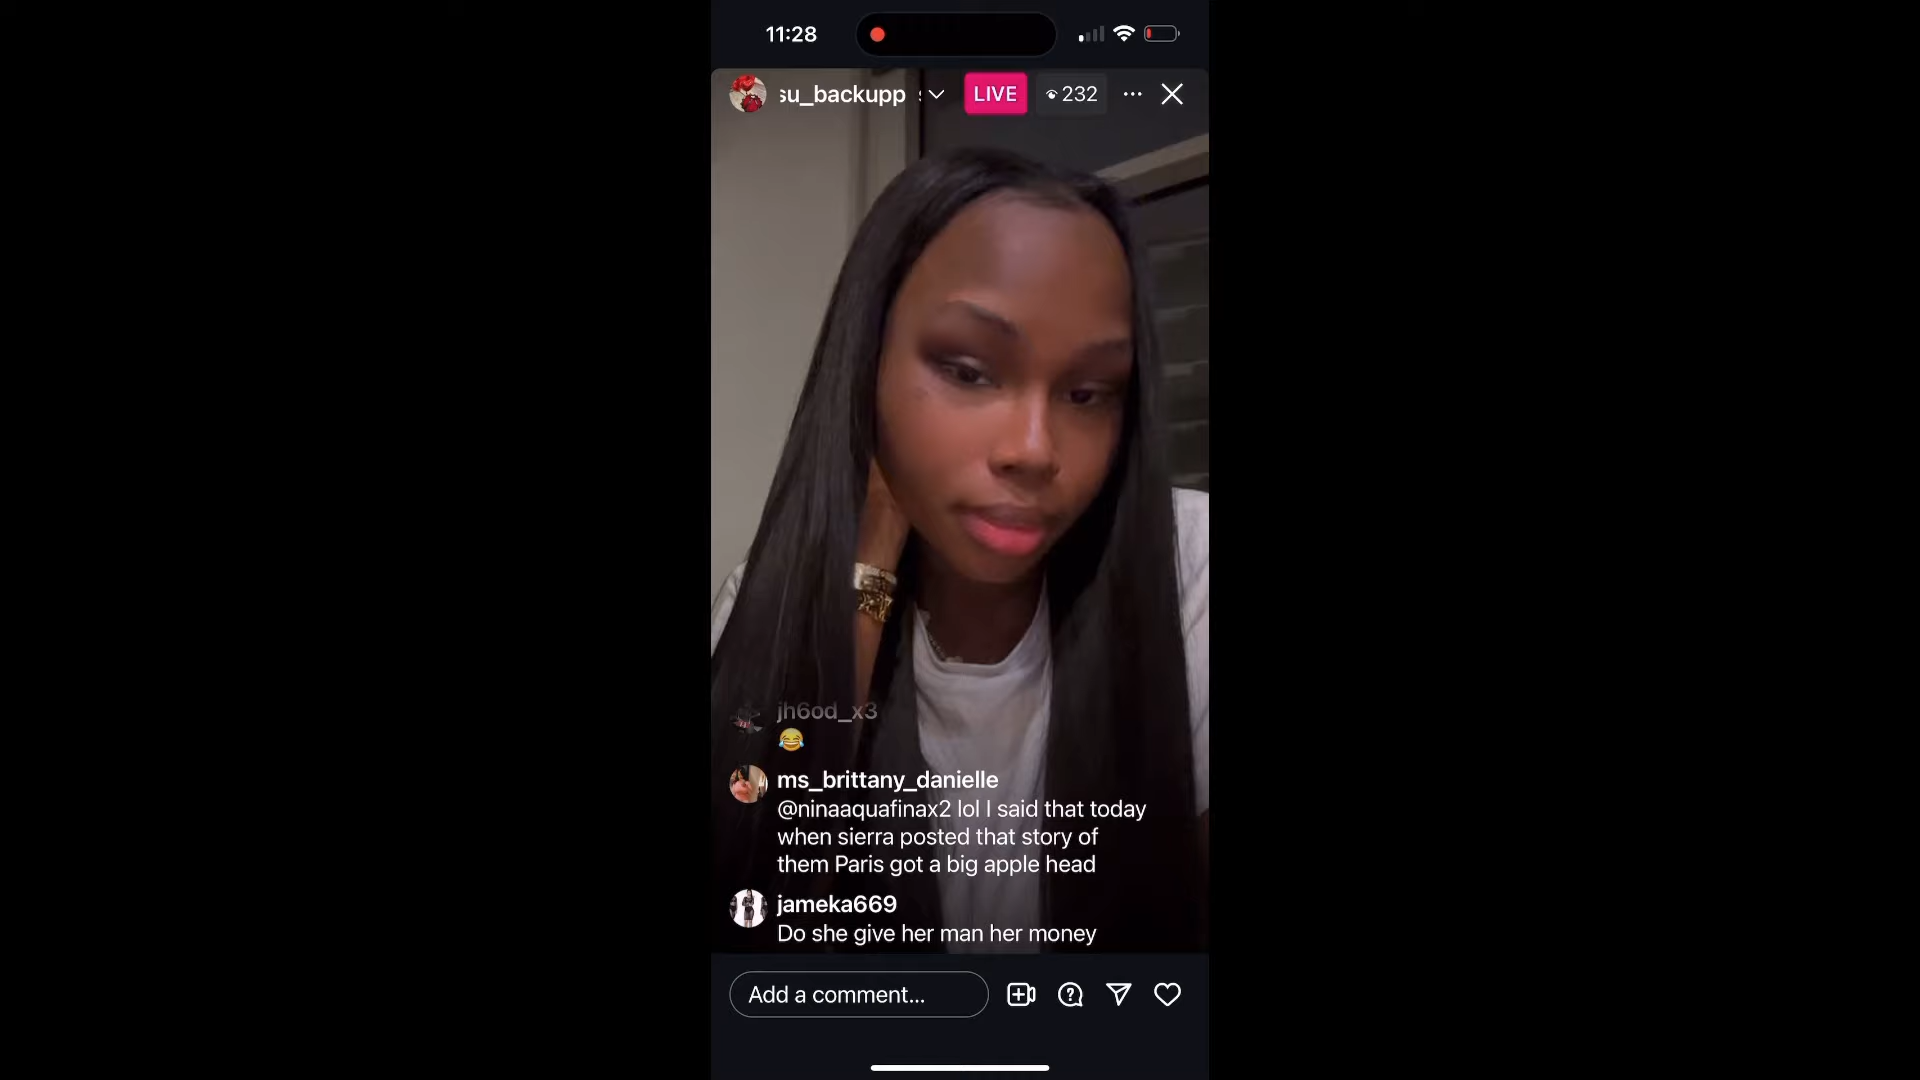 11:28
su_backupp
LIVE
232
jh6od_x3
😂
ms_brittany_danielle
@ninaaquafinax2 lol I said that today
when sierra posted that story of
them Paris got a big apple head
jameka669
Do she give her man her money
Add a comment...